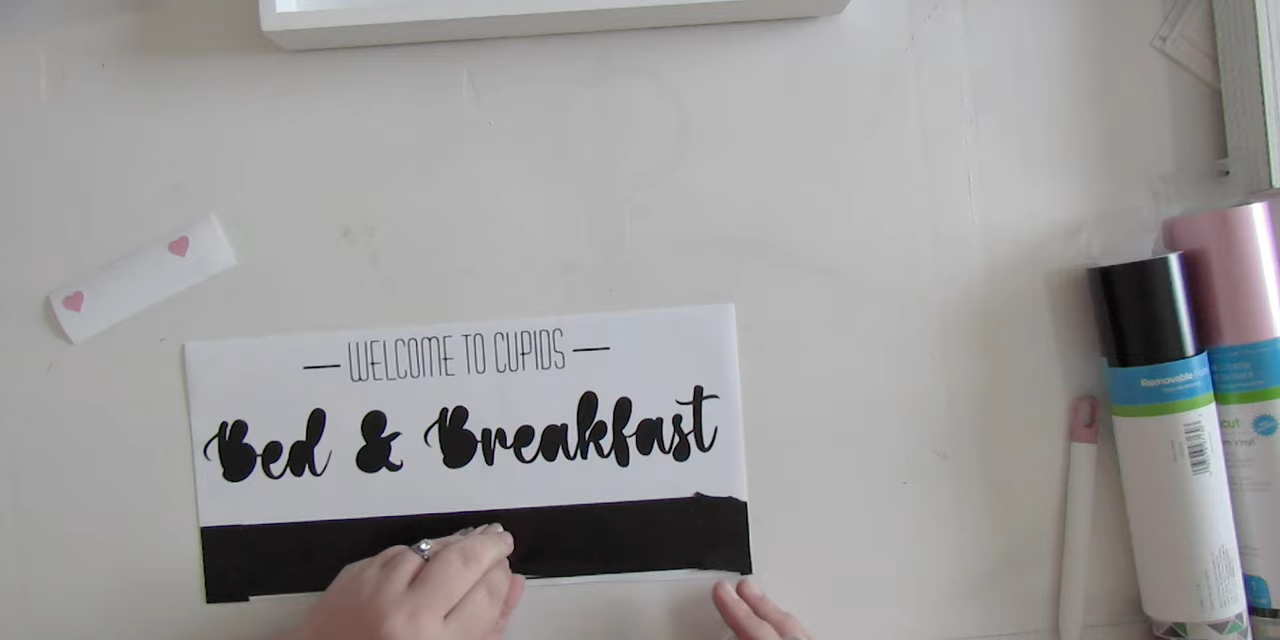 — WELCOME TO CUPIDS —
Bed & Breakfast
Removable
cut